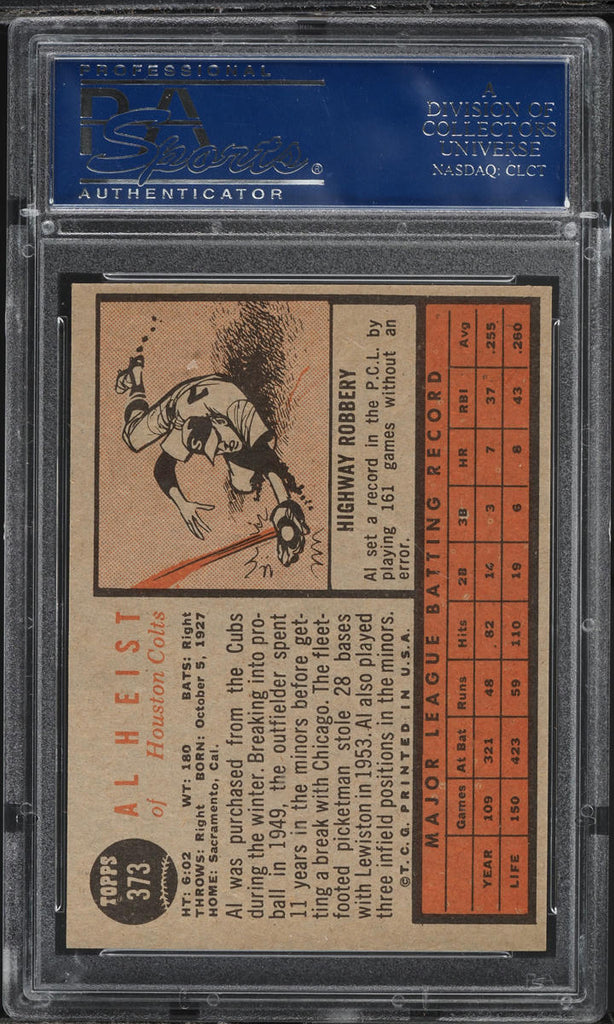 PROFESSIONAL
PSA
Sports®
AUTHENTICATOR
A
DIVISION OF
COLLECTORS
UNIVERSE
NASDAQ: CLCT
TOPPS
373
AL HEIST
of Houston Colts
HT: 6:02 WT: 180 BATS: Right
THROWS: Right BORN: October 5, 1927
HOME: Sacramento, Cal.
Al was purchased from the Cubs
during the winter. Breaking into pro-
ball in 1949, the outfielder spent
11 years in the minors before get-
ting a break with Chicago. The fleet-
footed picketman stole 28 bases
with Lewiston in 1953. Al also played
three infield positions in the minors.
©T.C.G. PRINTED IN U.S.A.
S
HIGHWAY ROBBERY
Al set a record in the P.C.L. by
playing 161 games without an
error.
MAJOR LEAGUE BATTING RECORD
Games At Bat Runs Hits 2B 3B HR RBI Avg
YEAR 109 321 48 82 14 3 7 37 .255
LIFE 150 423 59 110 19 6 8 43 .260